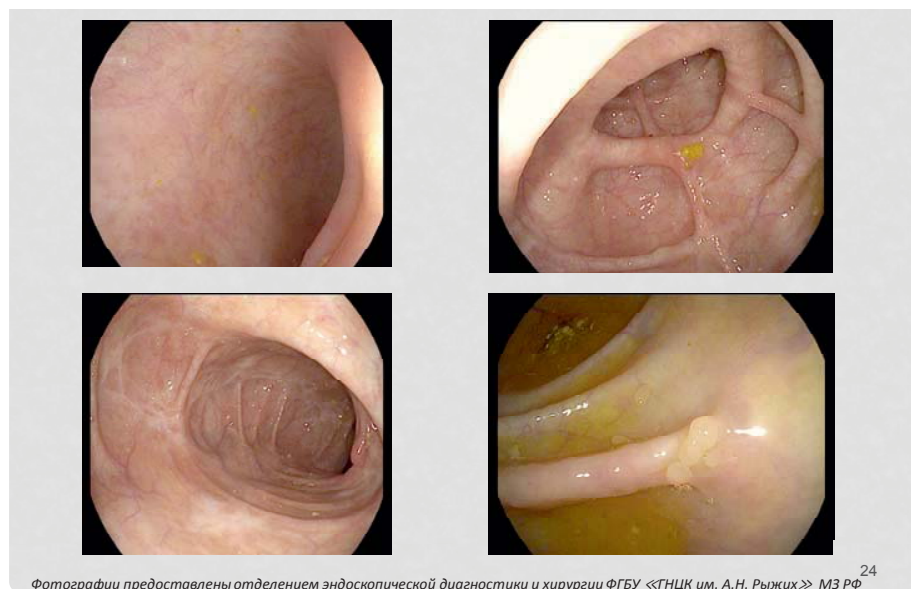 24
Фотографии предоставлены отделением эндоскопической диагностики и хирургии ФГБУ ≪ГНЦК им. А.Н. Рыжих≫ МЗ РФ